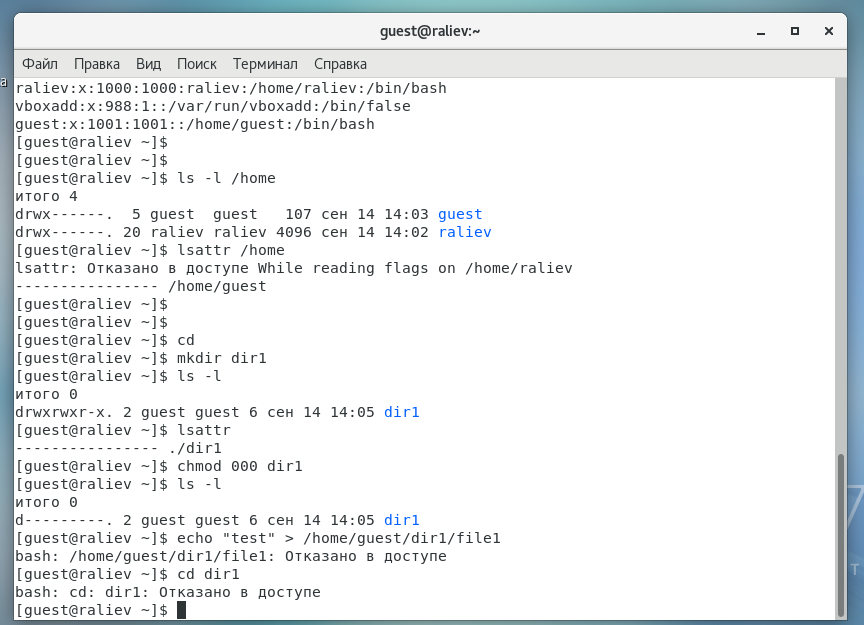 guest@raliev:~
Файл Правка Вид Поиск Терминал Справка
raliev:x:1000:1000:raliev:/home/raliev:/bin/bash
vboxadd:x:988:1::/var/run/vboxadd:/bin/false
guest:x:1001:1001::/home/guest:/bin/bash
[guest@raliev ~]$
[guest@raliev ~]$
[guest@raliev ~]$ ls -l /home
итого 4
drwx------.  5 guest  guest   107 сен 14 14:03 guest
drwx------. 20 raliev raliev 4096 сен 14 14:02 raliev
[guest@raliev ~]$ lsattr /home
lsattr: Отказано в доступе While reading flags on /home/raliev
---------------- /home/guest
[guest@raliev ~]$
[guest@raliev ~]$
[guest@raliev ~]$ cd
[guest@raliev ~]$ mkdir dir1
[guest@raliev ~]$ ls -l
итого 0
drwxrwxr-x. 2 guest guest 6 сен 14 14:05 dir1
[guest@raliev ~]$ lsattr
---------------- ./dir1
[guest@raliev ~]$ chmod 000 dir1
[guest@raliev ~]$ ls -l
итого 0
d---------. 2 guest guest 6 сен 14 14:05 dir1
[guest@raliev ~]$ echo "test" > /home/guest/dir1/file1
bash: /home/guest/dir1/file1: Отказано в доступе
[guest@raliev ~]$ cd dir1
bash: cd: dir1: Отказано в доступе
[guest@raliev ~]$
а
7
T